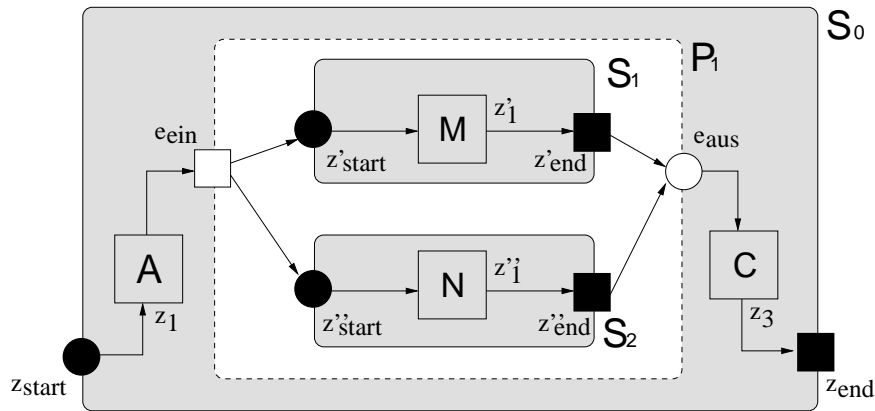 S₀
P₁
S₁
M
z'₁
z'start
z'end
eein
eaus
A
z₁
N
z''₁
z''start
z''end
S₂
C
z₃
zstart
zend